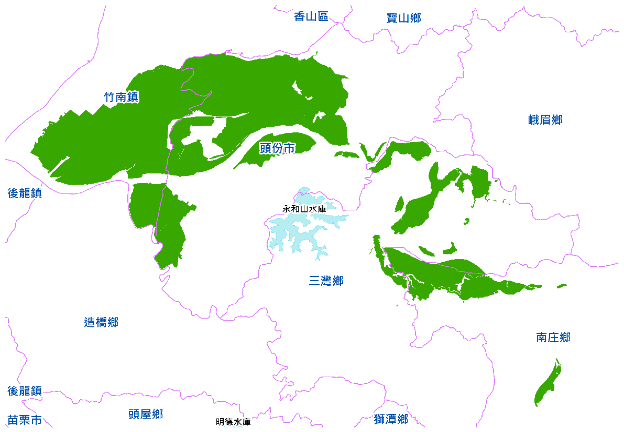 香山區
寶山鄉
竹南鎮
峨眉鄉
頭份市
後龍鎮
永和山水庫
三灣鄉
造橋鄉
南庄鄉
後龍鎮
頭屋鄉
獅潭鄉
苗栗市
明德水庫